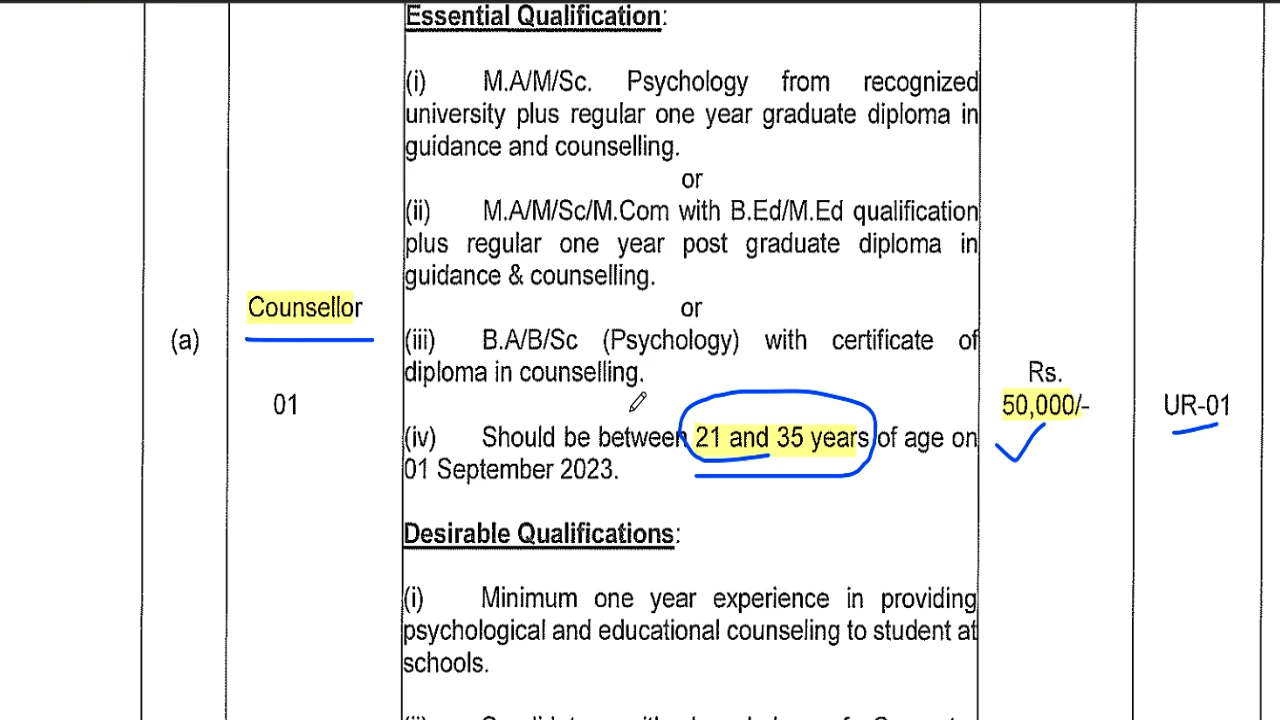 Essential Qualification:
(i) M.A/M/Sc. Psychology from recognized
university plus regular one year graduate diploma in
guidance and counselling.
or
(ii) M.A/M/Sc/M.Com with B.Ed/M.Ed qualification
plus regular one year post graduate diploma in
guidance & counselling.
or
(iii) B.A/B/Sc (Psychology) with certificate of
diploma in counselling.
(iv) Should be between 21 and 35 years of age on
01 September 2023.
Desirable Qualifications:
(i) Minimum one year experience in providing
psychological and educational counseling to student at
schools.
(a)
Counsellor
01
Rs.
50,000/-
UR-01